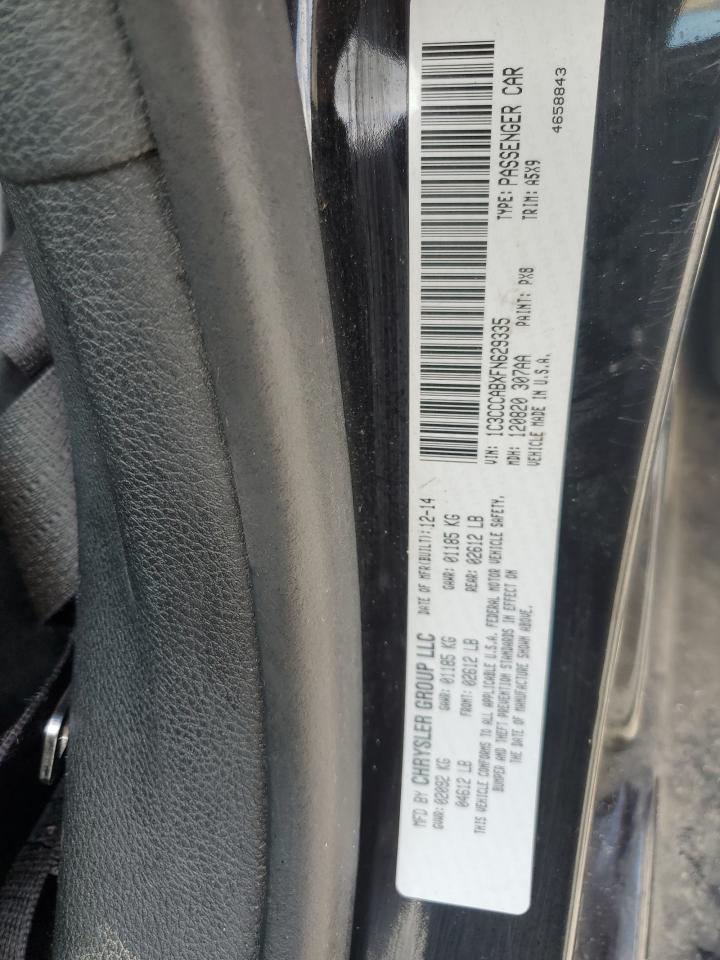 MFD BY CHRYSLER GROUP LLC DATE OF MFR(BUILT): 12-14
GVWR: 02092 KG GAWR: 01185 KG GAWR: 01185 KG
04612 LB FRONT: 02612 LB REAR: 02612 LB
THIS VEHICLE CONFORMS TO ALL APPLICABLE U.S.A. FEDERAL MOTOR VEHICLE SAFETY,
BUMPER AND THEFT PREVENTION STANDARDS IN EFFECT ON
THE DATE OF MANUFACTURE SHOWN ABOVE.
VIN: 1C3CCCABXFN629335 TYPE: PASSENGER CAR
MDH: 120820 307AA PAINT: PX8 TRIM: A5X9
VEHICLE MADE IN U.S.A.
4658843